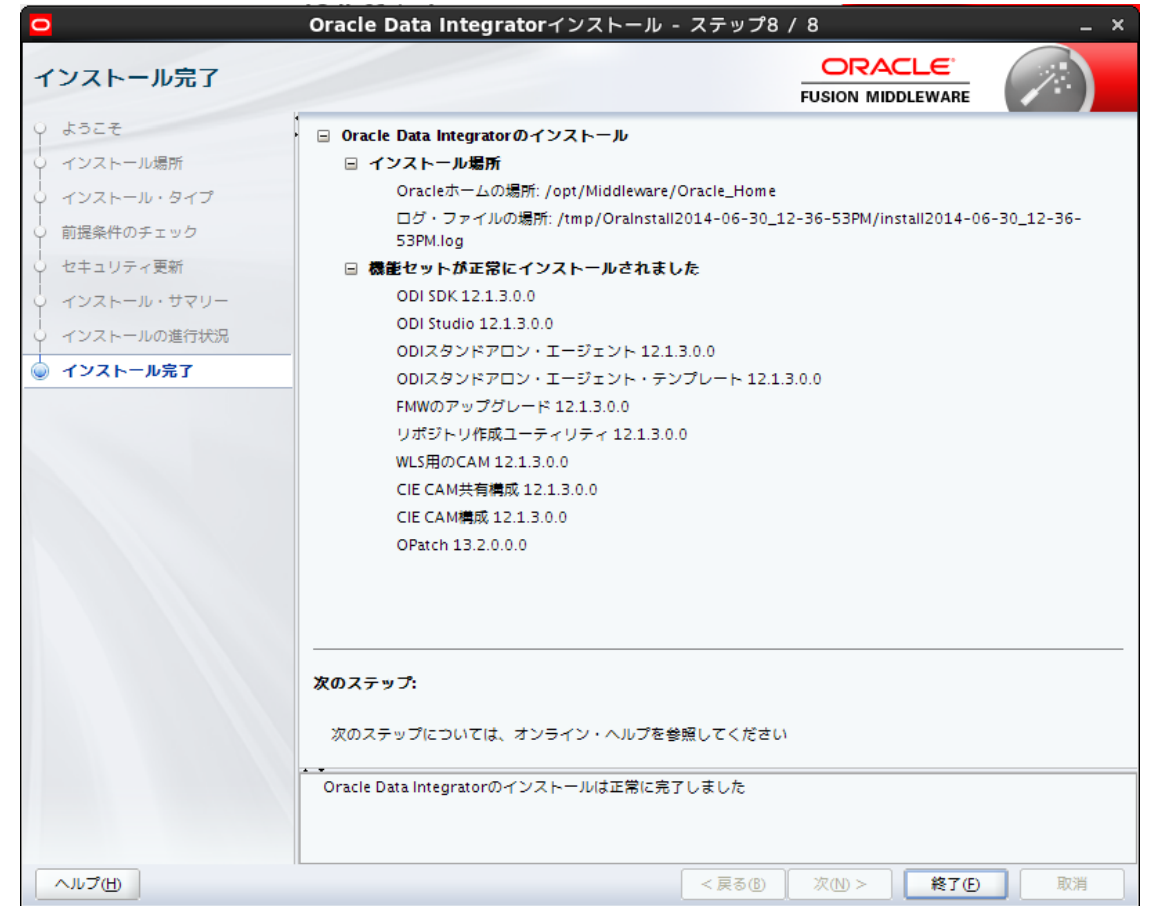 Oracle Data Integratorインストール - ステップ8 / 8
インストール完了
ORACLE
FUSION MIDDLEWARE
ようこそ
インストール場所
インストール・タイプ
前提条件のチェック
セキュリティ更新
インストール・サマリー
インストールの進行状況
インストール完了
Oracle Data Integratorのインストール
インストール場所
Oracleホームの場所: /opt/Middleware/Oracle_Home
ログ・ファイルの場所: /tmp/OraInstall2014-06-30_12-36-53PM/install2014-06-30_12-36-
53PM.log
機能セットが正常にインストールされました
ODI SDK 12.1.3.0.0
ODI Studio 12.1.3.0.0
ODIスタンドアロン・エージェント 12.1.3.0.0
ODIスタンドアロン・エージェント・テンプレート 12.1.3.0.0
FMWのアップグレード 12.1.3.0.0
リポジトリ作成ユーティリティ 12.1.3.0.0
WLS用のCAM 12.1.3.0.0
CIE CAM共有構成 12.1.3.0.0
CIE CAM構成 12.1.3.0.0
OPatch 13.2.0.0.0
次のステップ:
次のステップについては、オンライン・ヘルプを参照してください
Oracle Data Integratorのインストールは正常に完了しました
ヘルプ(H)
< 戻る(B)
次(N) >
終了(F)
取消